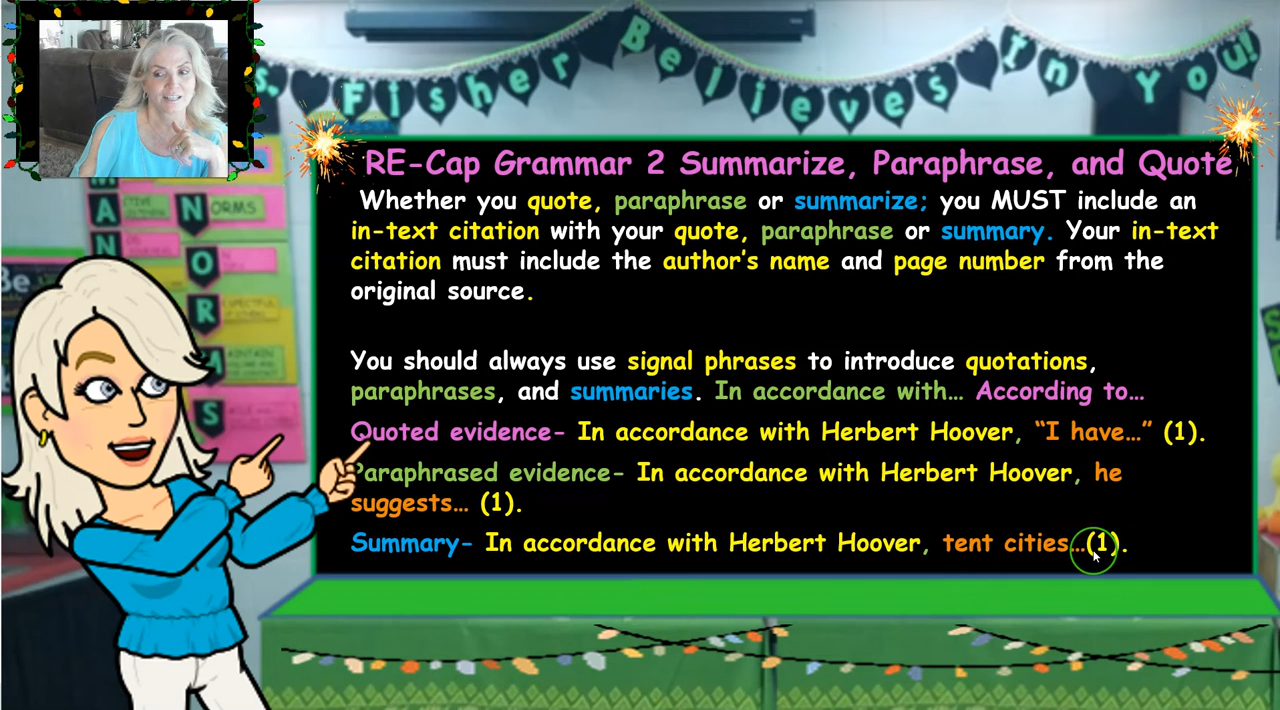 s. Fisher Believes In You!
RE-Cap Grammar 2 Summarize, Paraphrase, and Quote
Whether you quote, paraphrase or summarize; you MUST include an
in-text citation with your quote, paraphrase or summary. Your in-text
citation must include the author's name and page number from the
original source.
You should always use signal phrases to introduce quotations,
paraphrases, and summaries. In accordance with... According to...
Quoted evidence- In accordance with Herbert Hoover, “I have...” (1).
Paraphrased evidence- In accordance with Herbert Hoover, he
suggests... (1).
Summary- In accordance with Herbert Hoover, tent cities...(1).
NORMS
Be